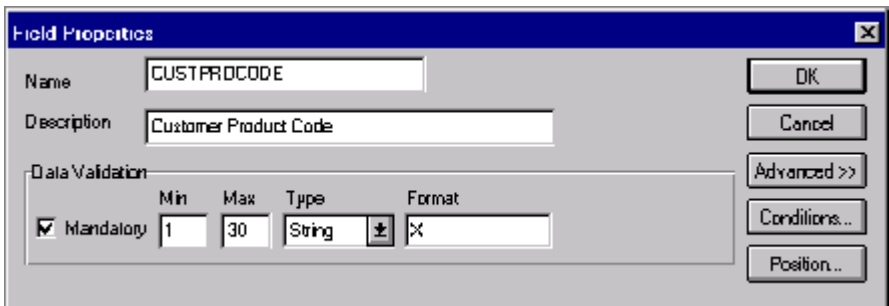 Field Properties
Name CUSTPRDCODE OK
Description Customer Product Code Cancel
Data Validation Advanced >>
Min Max Type Format
Mandatory 1 30 String X Conditions...
Position...